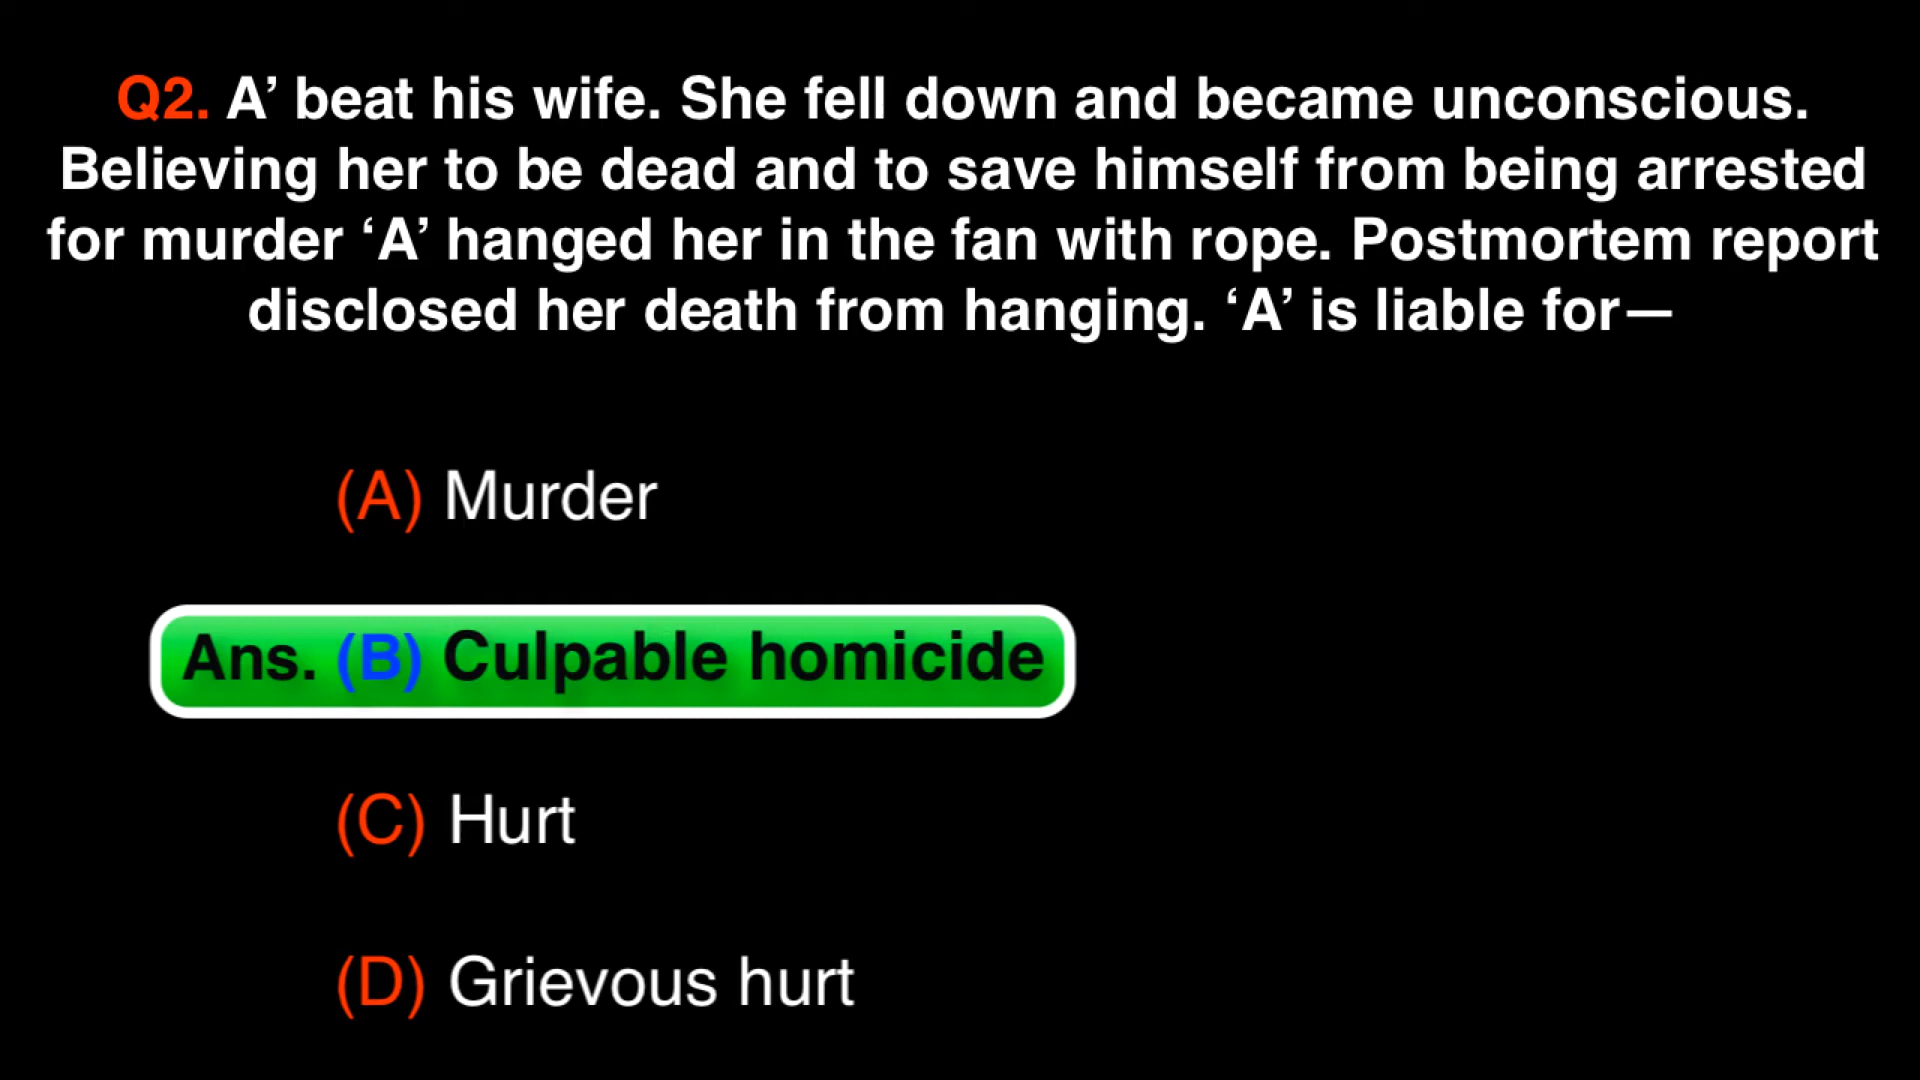 Q2. A’ beat his wife. She fell down and became unconscious.
Believing her to be dead and to save himself from being arrested
for murder ‘A’ hanged her in the fan with rope. Postmortem report
disclosed her death from hanging. ‘A’ is liable for—
(A) Murder
Ans. (B) Culpable homicide
(C) Hurt
(D) Grievous hurt